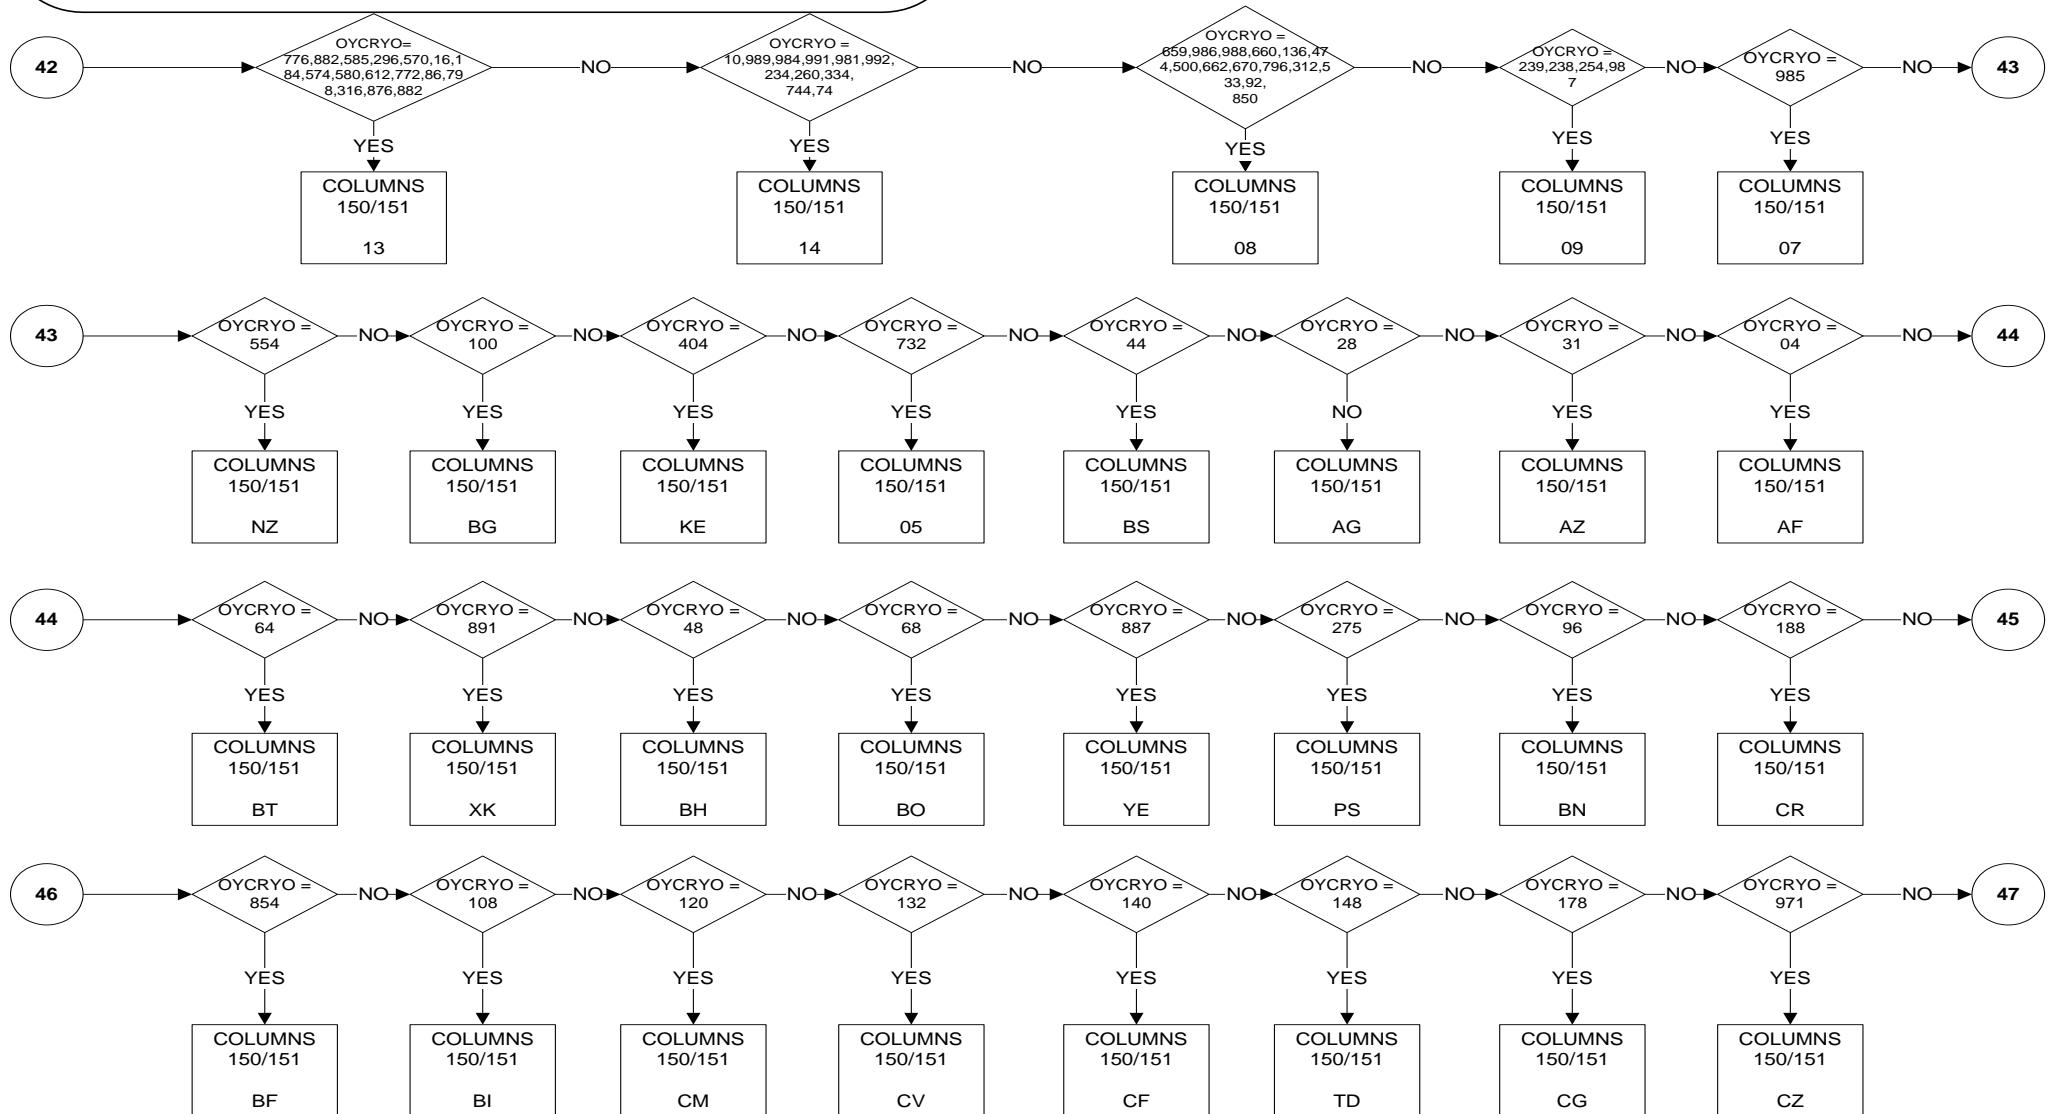 42
OYCRYO=
776,882,585,296,570,16,1
84,574,580,612,772,86,79
8,316,876,882
NO
OYCRYO =
10,989,984,991,981,992,
234,260,334,
744,74
NO
OYCRYO =
659,986,988,660,136,47
4,500,662,670,796,312,5
33,92,
850
NO
OYCRYO =
239,238,254,98
7
NO
OYCRYO =
985
NO
43
YES
YES
YES
YES
YES
COLUMNS
150/151
13
COLUMNS
150/151
14
COLUMNS
150/151
08
COLUMNS
150/151
09
COLUMNS
150/151
07
43
OYCRYO =
554
NO
OYCRYO =
100
NO
OYCRYO =
404
NO
OYCRYO =
732
NO
OYCRYO =
44
NO
OYCRYO =
28
NO
OYCRYO =
31
NO
OYCRYO =
04
NO
44
YES
YES
YES
YES
YES
NO
YES
YES
COLUMNS
150/151
NZ
COLUMNS
150/151
BG
COLUMNS
150/151
KE
COLUMNS
150/151
05
COLUMNS
150/151
BS
COLUMNS
150/151
AG
COLUMNS
150/151
AZ
COLUMNS
150/151
AF
44
OYCRYO =
64
NO
OYCRYO =
891
NO
OYCRYO =
48
NO
OYCRYO =
68
NO
OYCRYO =
887
NO
OYCRYO =
275
NO
OYCRYO =
96
NO
OYCRYO =
188
NO
45
YES
YES
YES
YES
YES
YES
YES
YES
COLUMNS
150/151
BT
COLUMNS
150/151
XK
COLUMNS
150/151
BH
COLUMNS
150/151
BO
COLUMNS
150/151
YE
COLUMNS
150/151
PS
COLUMNS
150/151
BN
COLUMNS
150/151
CR
46
OYCRYO =
854
NO
OYCRYO =
108
NO
OYCRYO =
120
NO
OYCRYO =
132
NO
OYCRYO =
140
NO
OYCRYO =
148
NO
OYCRYO =
178
NO
OYCRYO =
971
NO
47
YES
YES
YES
YES
YES
YES
YES
YES
COLUMNS
150/151
BF
COLUMNS
150/151
BI
COLUMNS
150/151
CM
COLUMNS
150/151
CV
COLUMNS
150/151
CF
COLUMNS
150/151
TD
COLUMNS
150/151
CG
COLUMNS
150/151
CZ